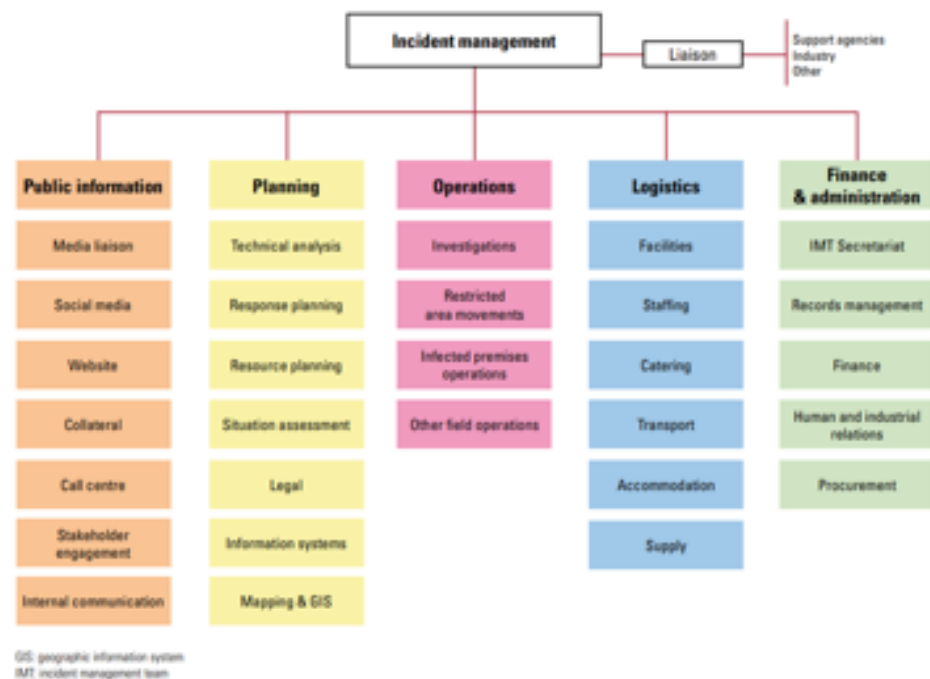 Incident management
Liaison
Support agencies
Industry
Other
Public information
Media liaison
Social media
Website
Collateral
Call centre
Stakeholder
engagement
Internal communication
Planning
Technical analysis
Response planning
Resource planning
Situation assessment
Legal
Information systems
Mapping & GIS
Operations
Investigations
Restricted
area movements
Infected premises
operations
Other field operations
Logistics
Facilities
Staffing
Catering
Transport
Accommodation
Supply
Finance
& administration
IMT Secretariat
Records management
Finance
Human and industrial
relations
Procurement
GIS: geographic information system
IMT: incident management team